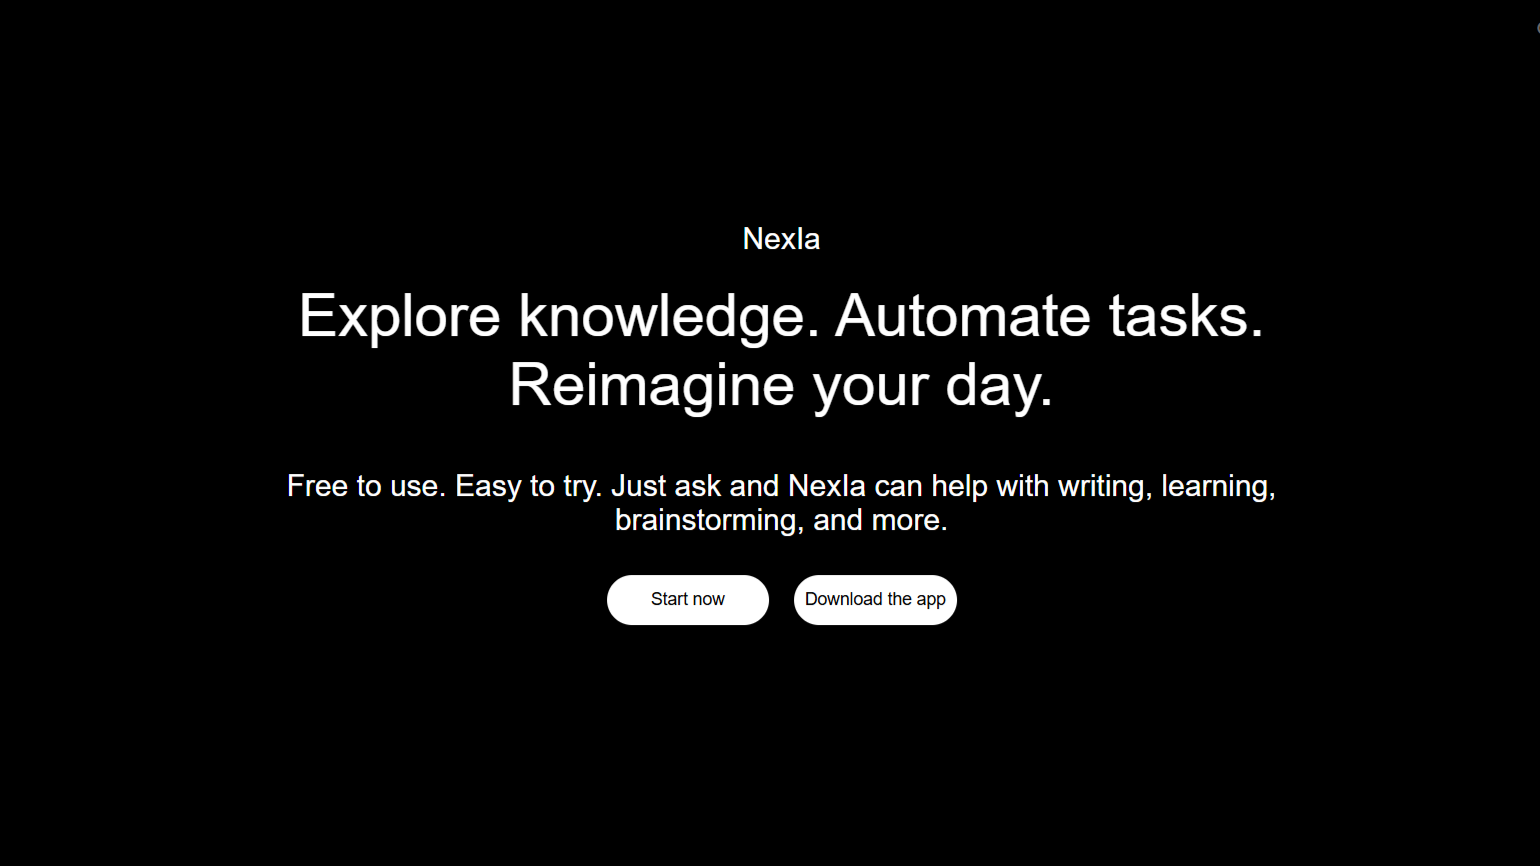 Nexla
Explore knowledge. Automate tasks.
Reimagine your day.
Free to use. Easy to try. Just ask and Nexla can help with writing, learning,
brainstorming, and more.
Start now
Download the app